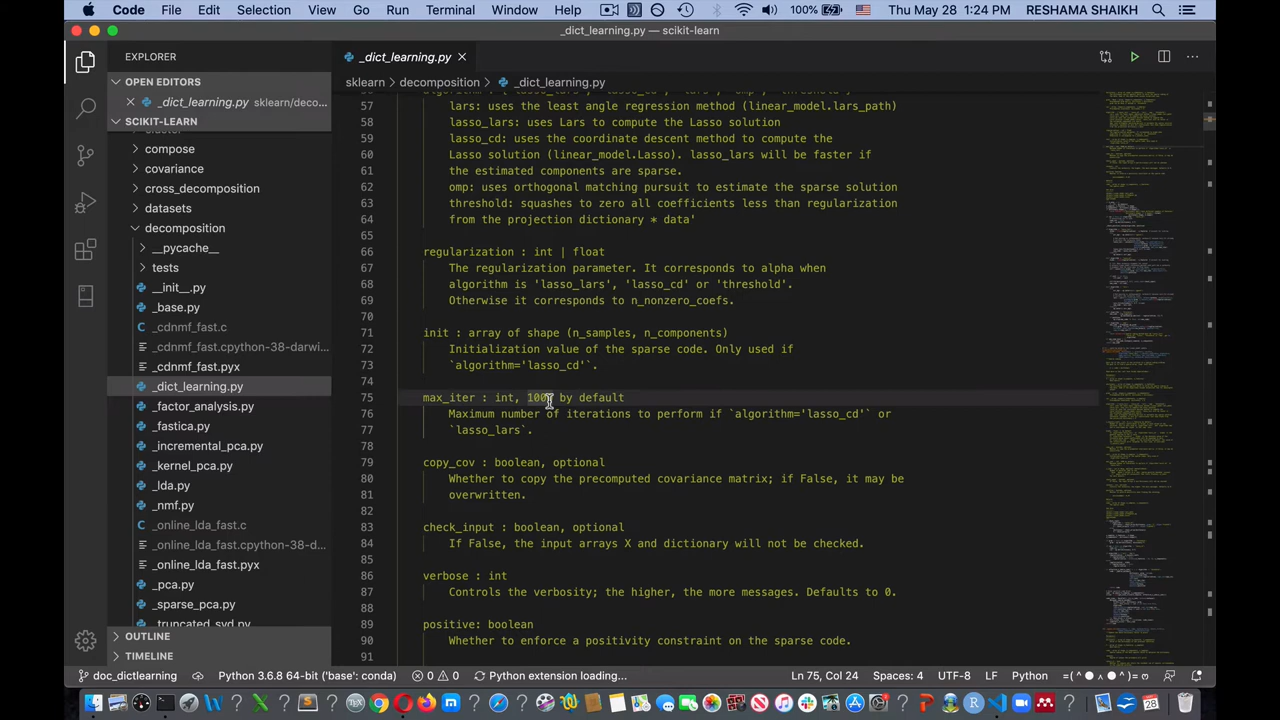 Code File Edit Selection View Go Run Terminal Window Help 100% Thu May 28 1:24 PM RESHAMA SHAIKH
_dict_learning.py — scikit-learn
EXPLORER
OPEN EDITORS
_dict_learning.py sklearn/deco...
SCIKIT-LEARN
compose
covariance
cross_decomposition
datasets
decomposition
__pycache__
tests
__init__.py
_base.py
_cdnmf_fast.c
_cdnmf_fast.cpython-38-darwi...
_cdnmf_fast.pyx
_dict_learning.py
_factor_analysis.py
_fastica.py
_incremental_pca.py
_kernel_pca.py
_lda.py
_nmf.py
_online_lda_fast.c
_online_lda_fast.pyx
_pca.py
_sparse_pca.py
_truncated_svd.py
OUTLINE
TIMELINE
_dict_learning.py
sklearn > decomposition > _dict_learning.py
57 lars: uses the least angle regression method (linear_model.lars_path)
58 lasso_lars: uses Lars to compute the Lasso solution
59 lasso_cd: uses the coordinate descent method to compute the
60 Lasso solution (linear_model.Lasso). lasso_lars will be faster if
61 the estimated components are sparse.
62 omp: uses orthogonal matching pursuit to estimate the sparse solution
63 threshold: squashes to zero all coefficients less than regularization
64 from the projection dictionary * data'
65
66 regularization : int | float
67 The regularization parameter. It corresponds to alpha when
68 algorithm is 'lasso_lars', 'lasso_cd' or 'threshold'.
69 Otherwise it corresponds to n_nonzero_coefs.
70
71 init : array of shape (n_samples, n_components)
72 Initialization value of the sparse code. Only used if
73 `algorithm='lasso_cd'`.
74
75 max_iter : int, 1000 by default
76 Maximum number of iterations to perform if `algorithm='lasso_cd'` or
77 `lasso_lars`.
78
79 copy_cov : boolean, optional
80 Whether to copy the precomputed covariance matrix; if False, it may be
81 overwritten.
82
83 check_input : boolean, optional
84 If False, the input arrays X and dictionary will not be checked.
85
86 verbose : int
87 Controls the verbosity; the higher, the more messages. Defaults to 0.
88
89 positive: boolean
90 Whether to enforce a positivity constraint on the sparse code.
91
Ln 75, Col 24 Spaces: 4 UTF-8 LF Python